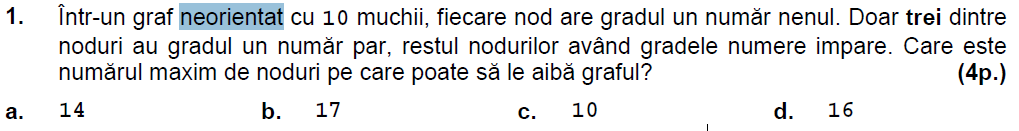 1. Într-un graf neorientat cu 10 muchii, fiecare nod are gradul un număr nenul. Doar trei dintre
noduri au gradul un număr par, restul nodurilor având gradele numere impare. Care este
numărul maxim de noduri pe care poate să le aibă graful? (4p.)
a. 14 b. 17 c. 10 d. 16